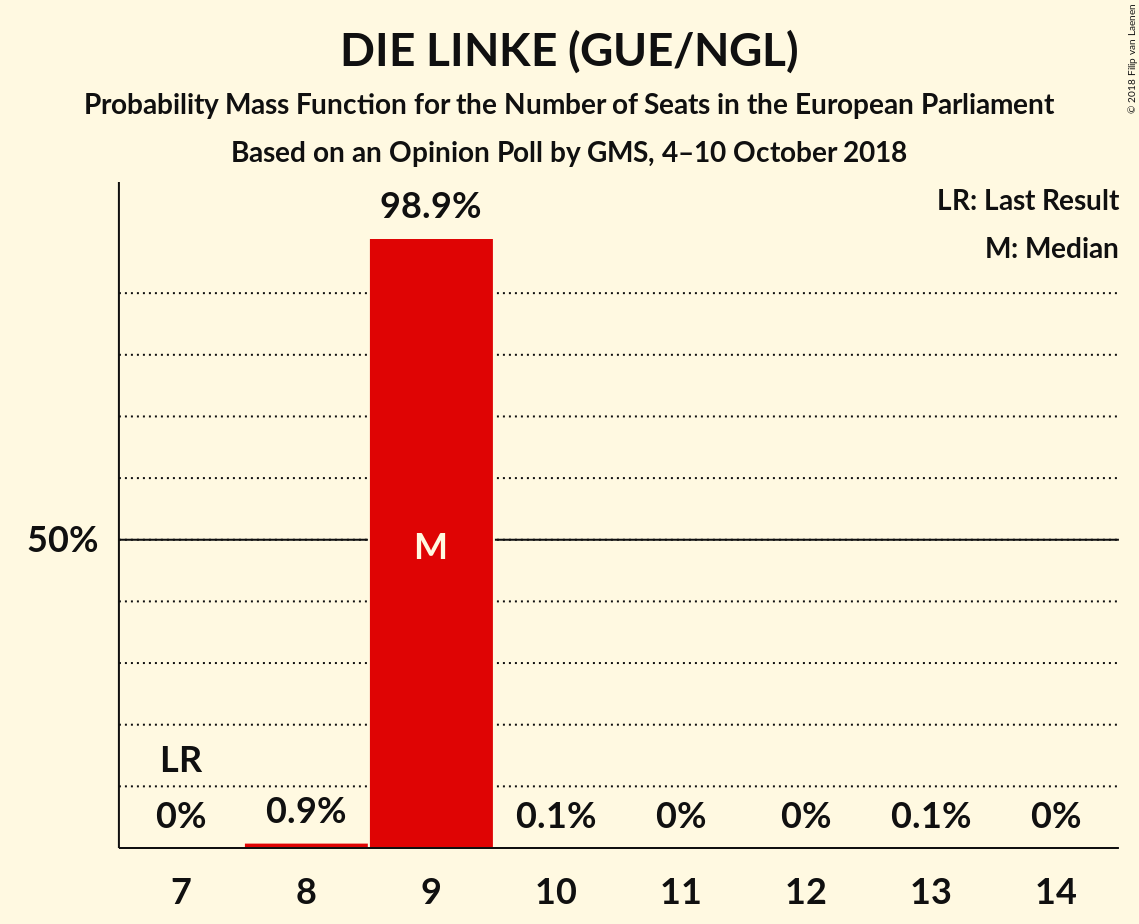 DIE LINKE (GUE/NGL)
Probability Mass Function for the Number of Seats in the European Parliament
Based on an Opinion Poll by GMS, 4–10 October 2018
© 2018 Filip van Laenen
LR: Last Result
M: Median
98.9%
50%
M
LR
0%
0.9%
0.1%
0%
0%
0.1%
0%
7
8
9
10
11
12
13
14